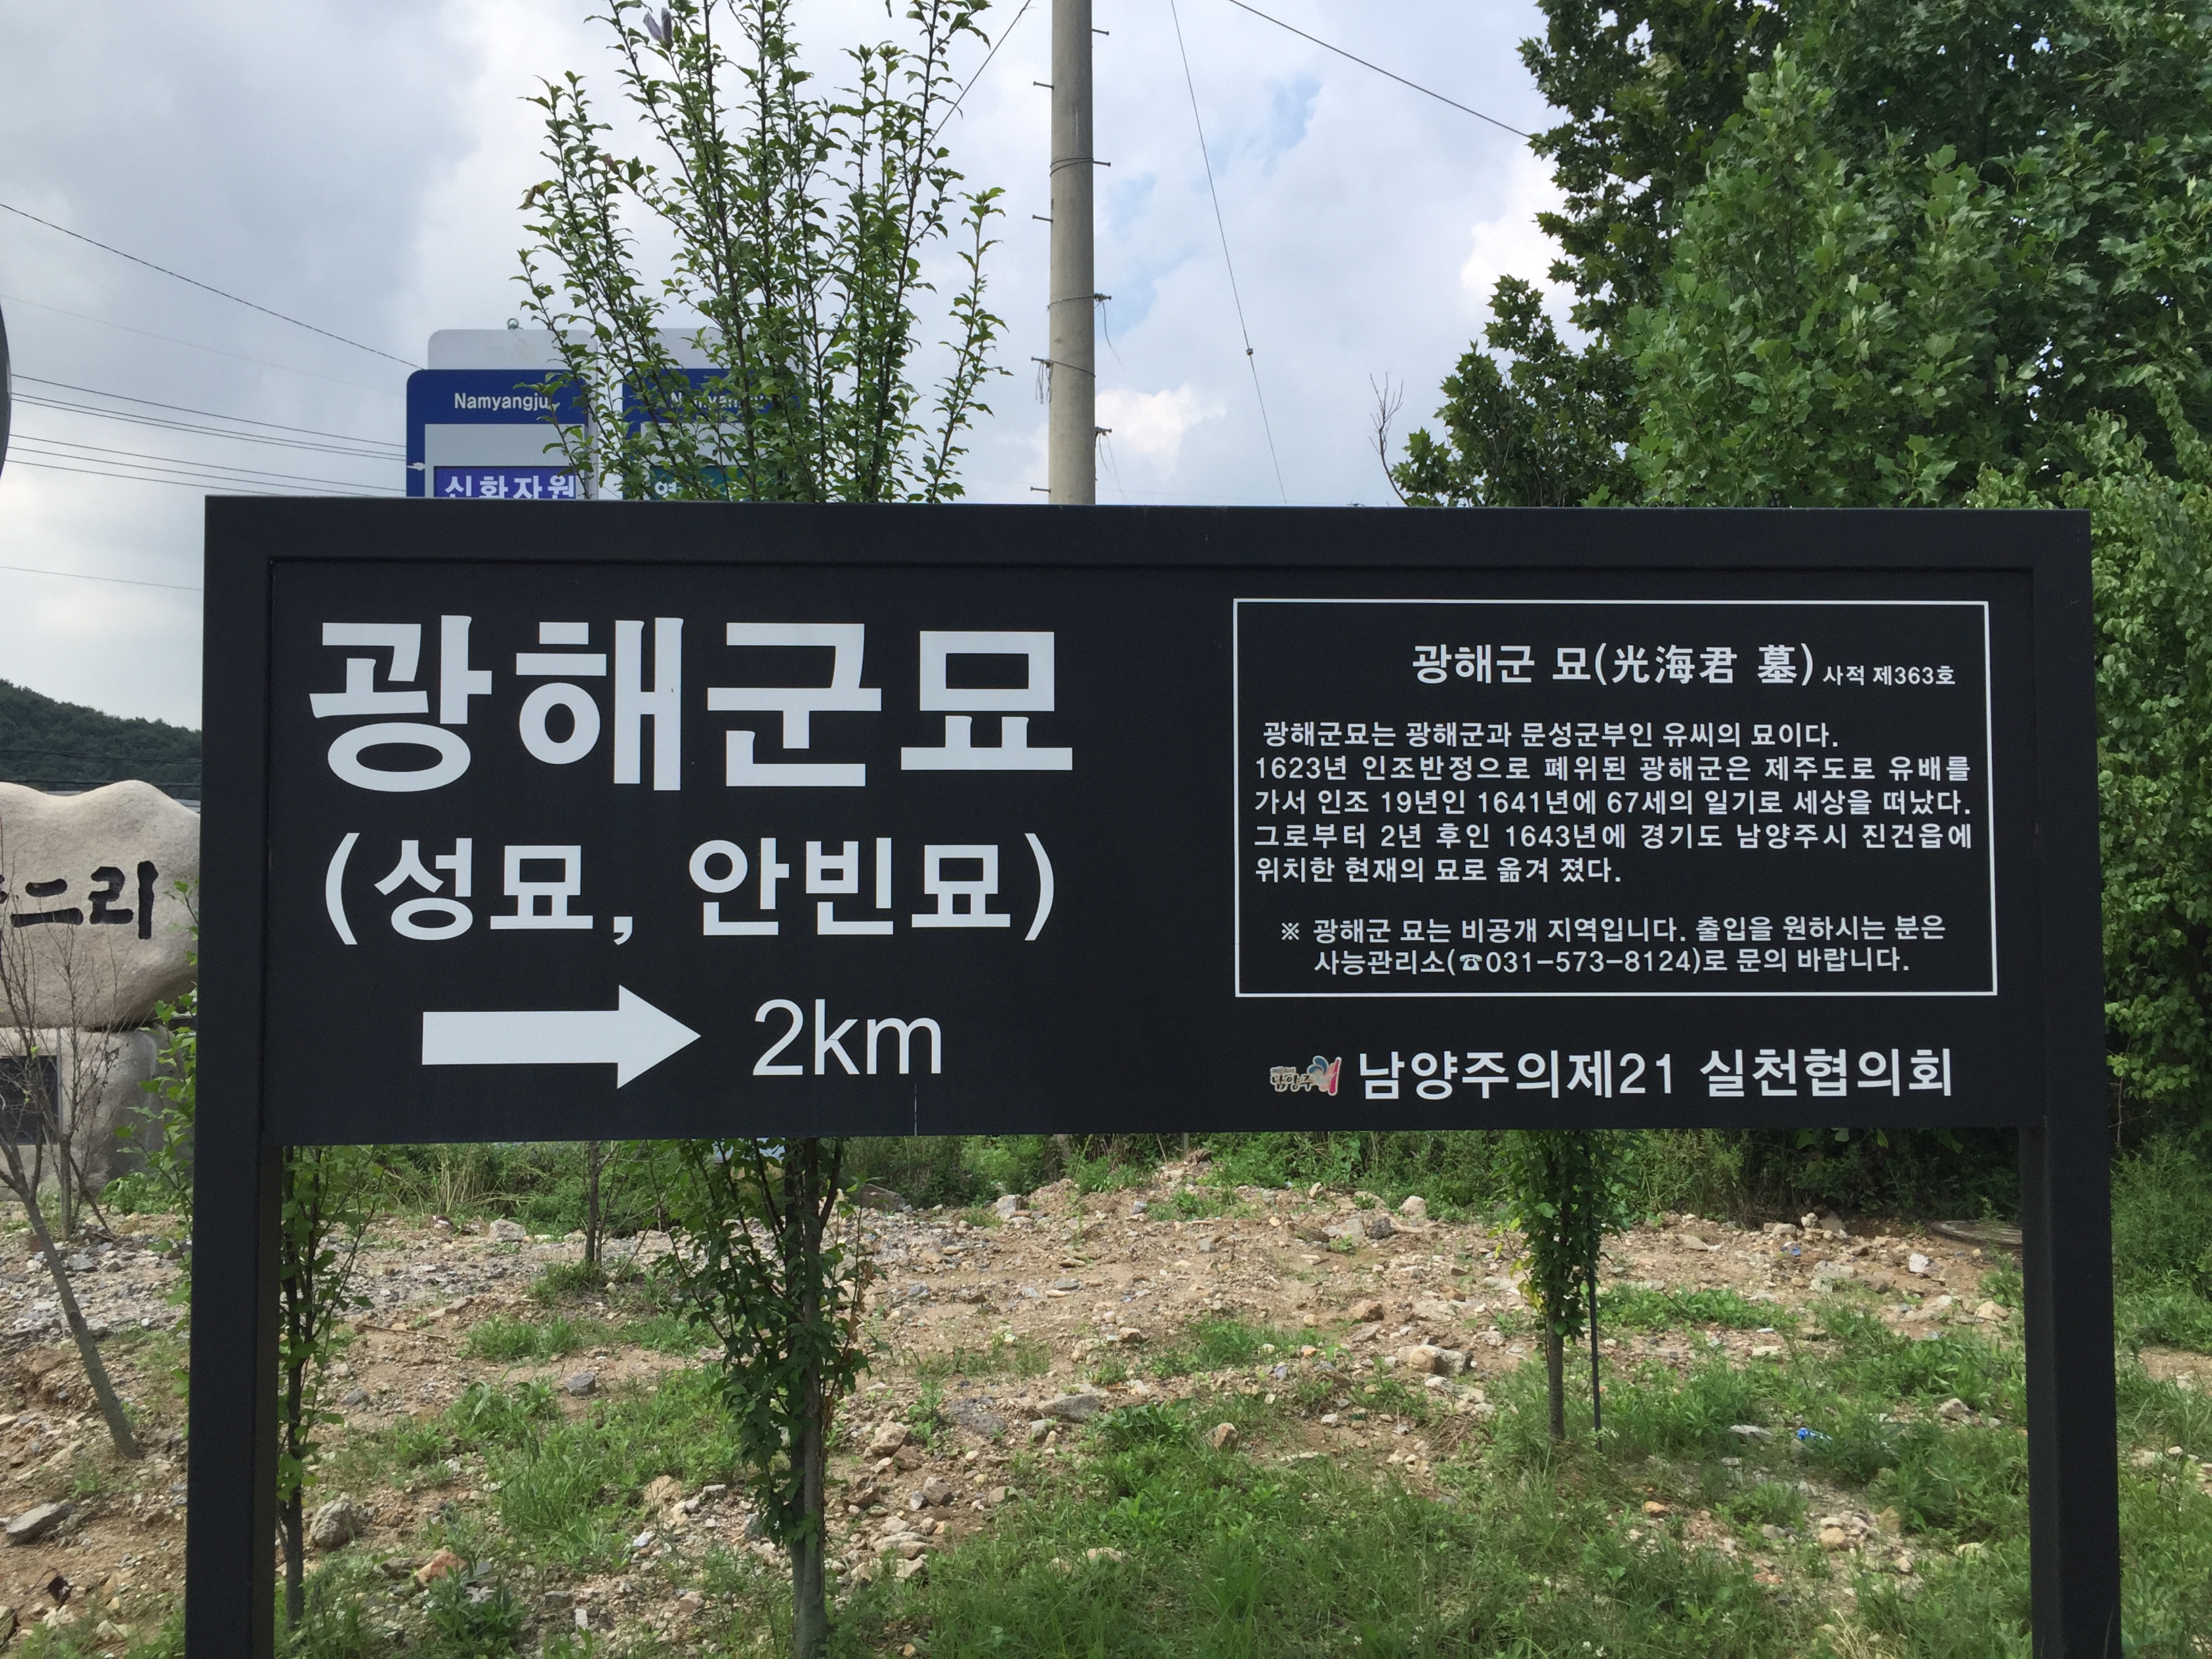 Namyangju
신화자원
광해군묘
(성묘, 안빈묘)
2km
광해군 묘(光海君 墓) 사적 제363호
광해군묘는 광해군과 문성군부인 유씨의 묘이다.
1623년 인조반정으로 폐위된 광해군은 제주도로 유배를
가서 인조 19년인 1641년에 67세의 일기로 세상을 떠났다.
그로부터 2년 후인 1643년에 경기도 남양주시 진건읍에
위치한 현재의 묘로 옮겨 졌다.
※ 광해군 묘는 비공개 지역입니다. 출입을 원하시는 분은
사능관리소(☎031-573-8124)로 문의 바랍니다.
남양주 남양주의제21 실천협의회